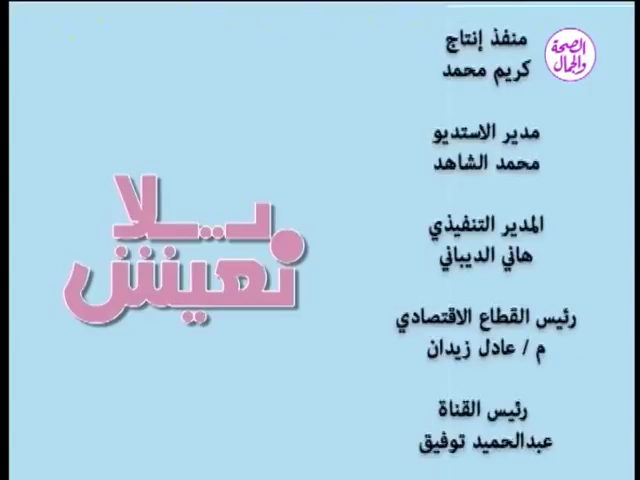 الصحة
والجمال
منفذ إنتاج
كريم محمد
مدير الاستديو
محمد الشاهد
المدير التنفيذي
هاني الديباني
رئيس القطاع الاقتصادي
م / عادل زيدان
رئيس القناة
عبدالحميد توفيق
يلا
نعيش